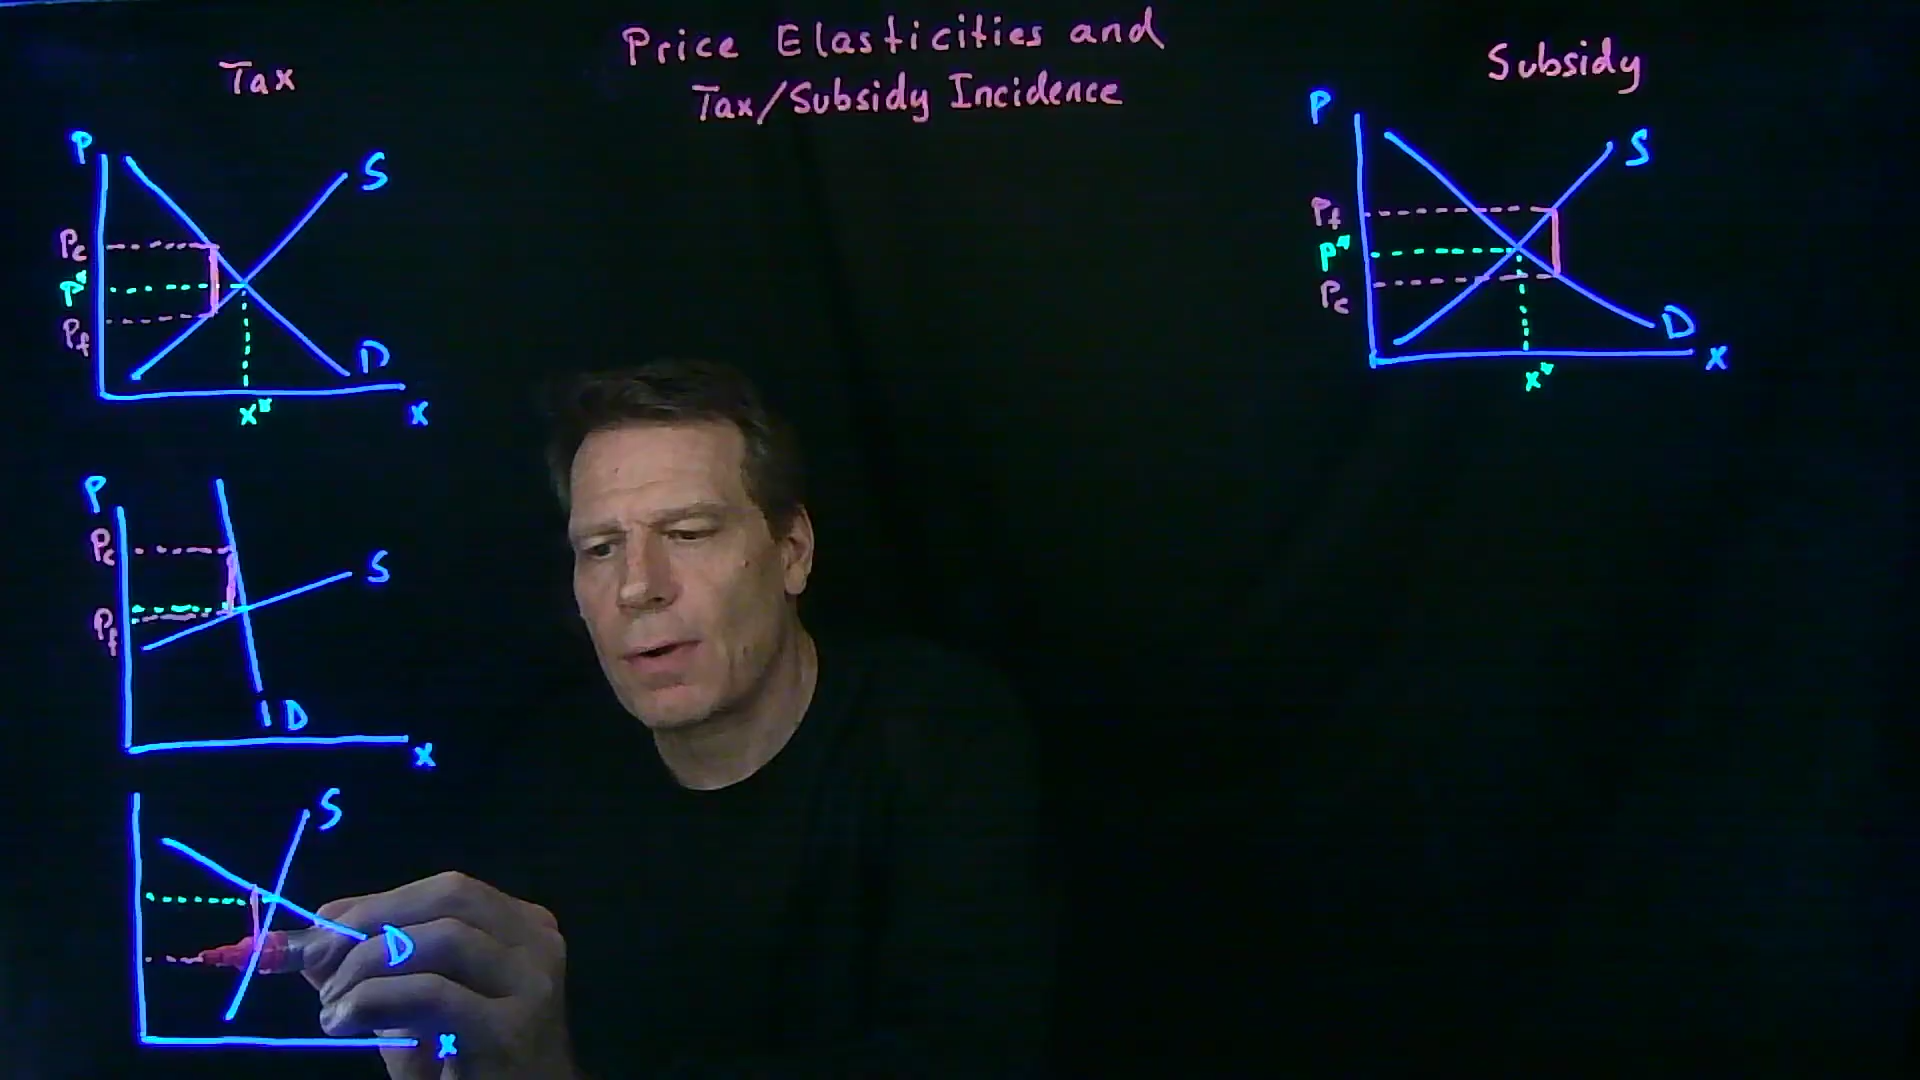 Price Elasticities and
Tax/Subsidy Incidence
Tax
P
S
Pc
P*
Pf
D
X*
X
P
Pc
S
Pf
D
X
S
D
X
Subsidy
P
S
Pf
P*
Pc
D
X
X*